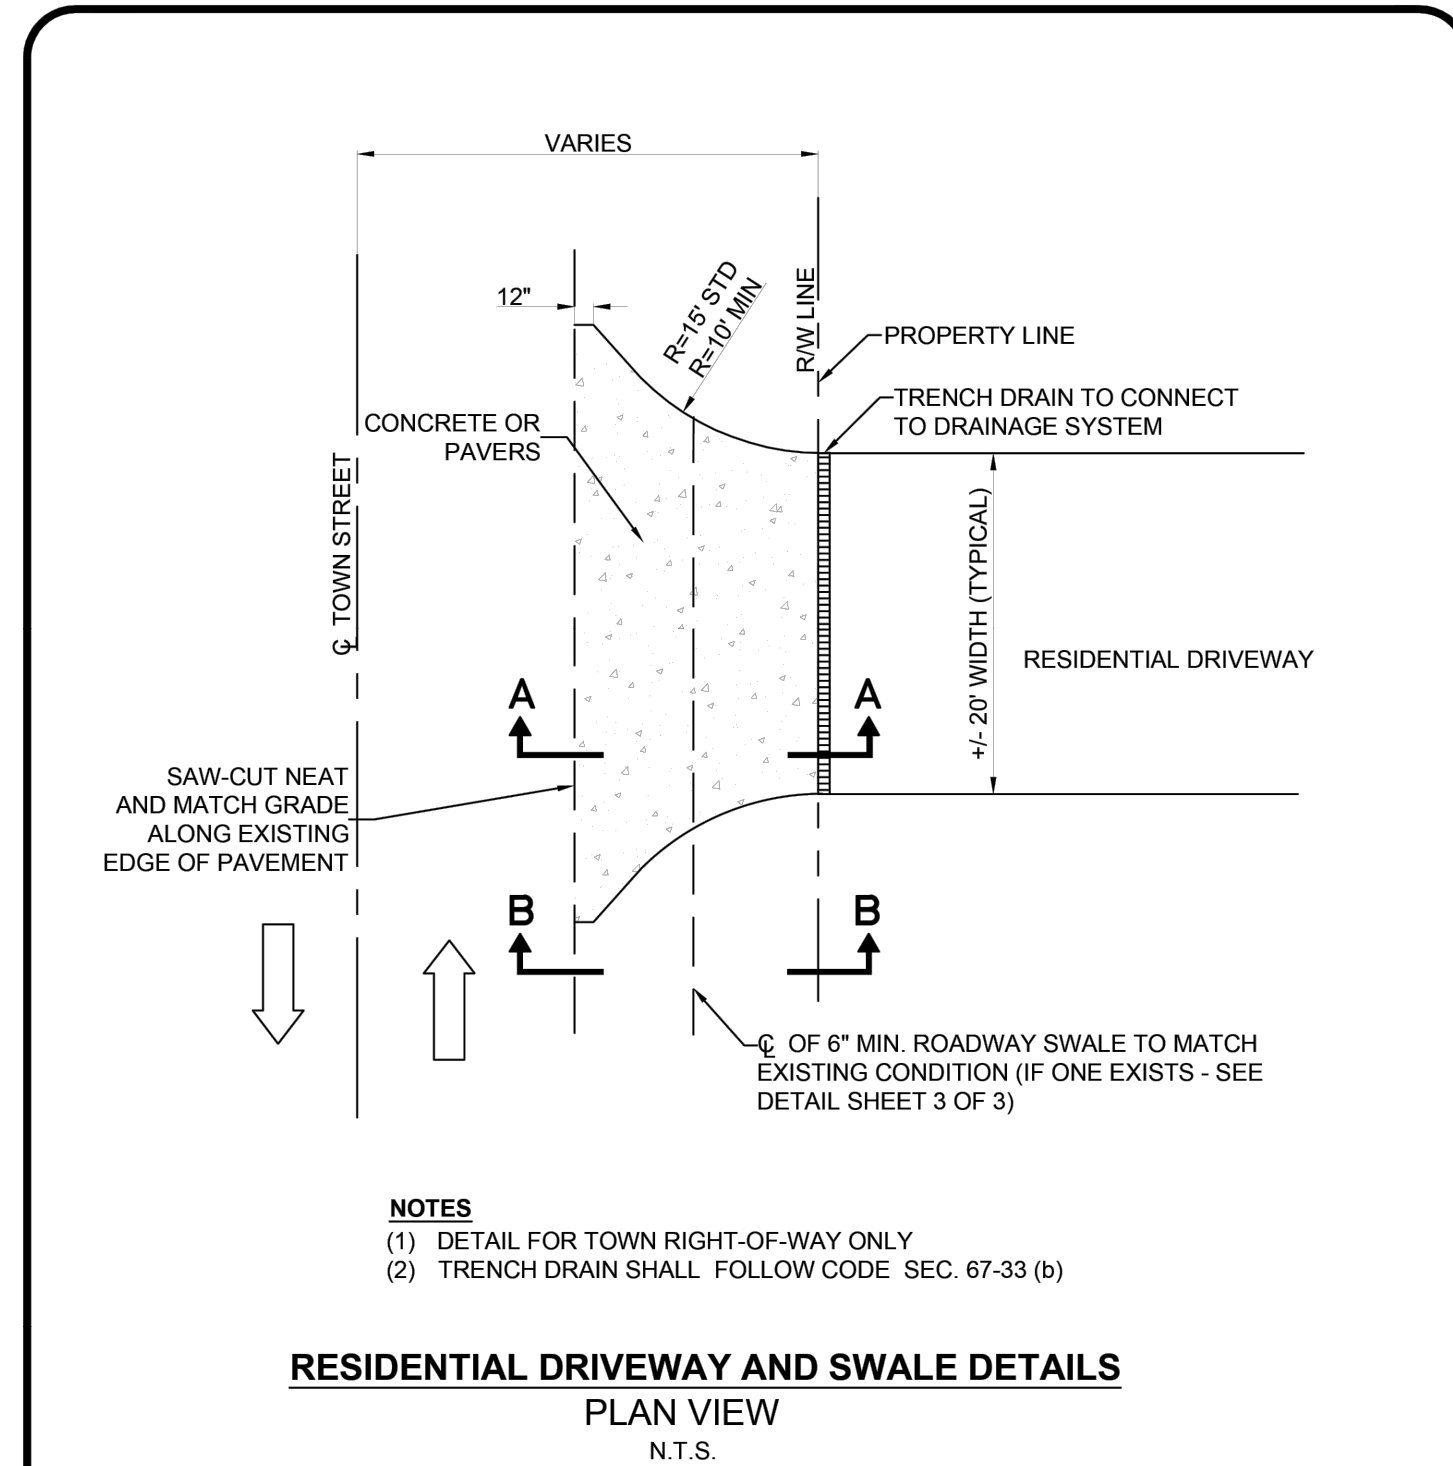 VARIES
12"
R=15' STD
R=10' MIN
R/W LINE
PROPERTY LINE
TRENCH DRAIN TO CONNECT
TO DRAINAGE SYSTEM
CONCRETE OR
PAVERS
℄ TOWN STREET
+/- 20' WIDTH (TYPICAL)
RESIDENTIAL DRIVEWAY
A
A
SAW-CUT NEAT
AND MATCH GRADE
ALONG EXISTING
EDGE OF PAVEMENT
B
B
℄ OF 6" MIN. ROADWAY SWALE TO MATCH
EXISTING CONDITION (IF ONE EXISTS - SEE
DETAIL SHEET 3 OF 3)
NOTES
(1) DETAIL FOR TOWN RIGHT-OF-WAY ONLY
(2) TRENCH DRAIN SHALL FOLLOW CODE SEC. 67-33 (b)
RESIDENTIAL DRIVEWAY AND SWALE DETAILS
PLAN VIEW
N.T.S.